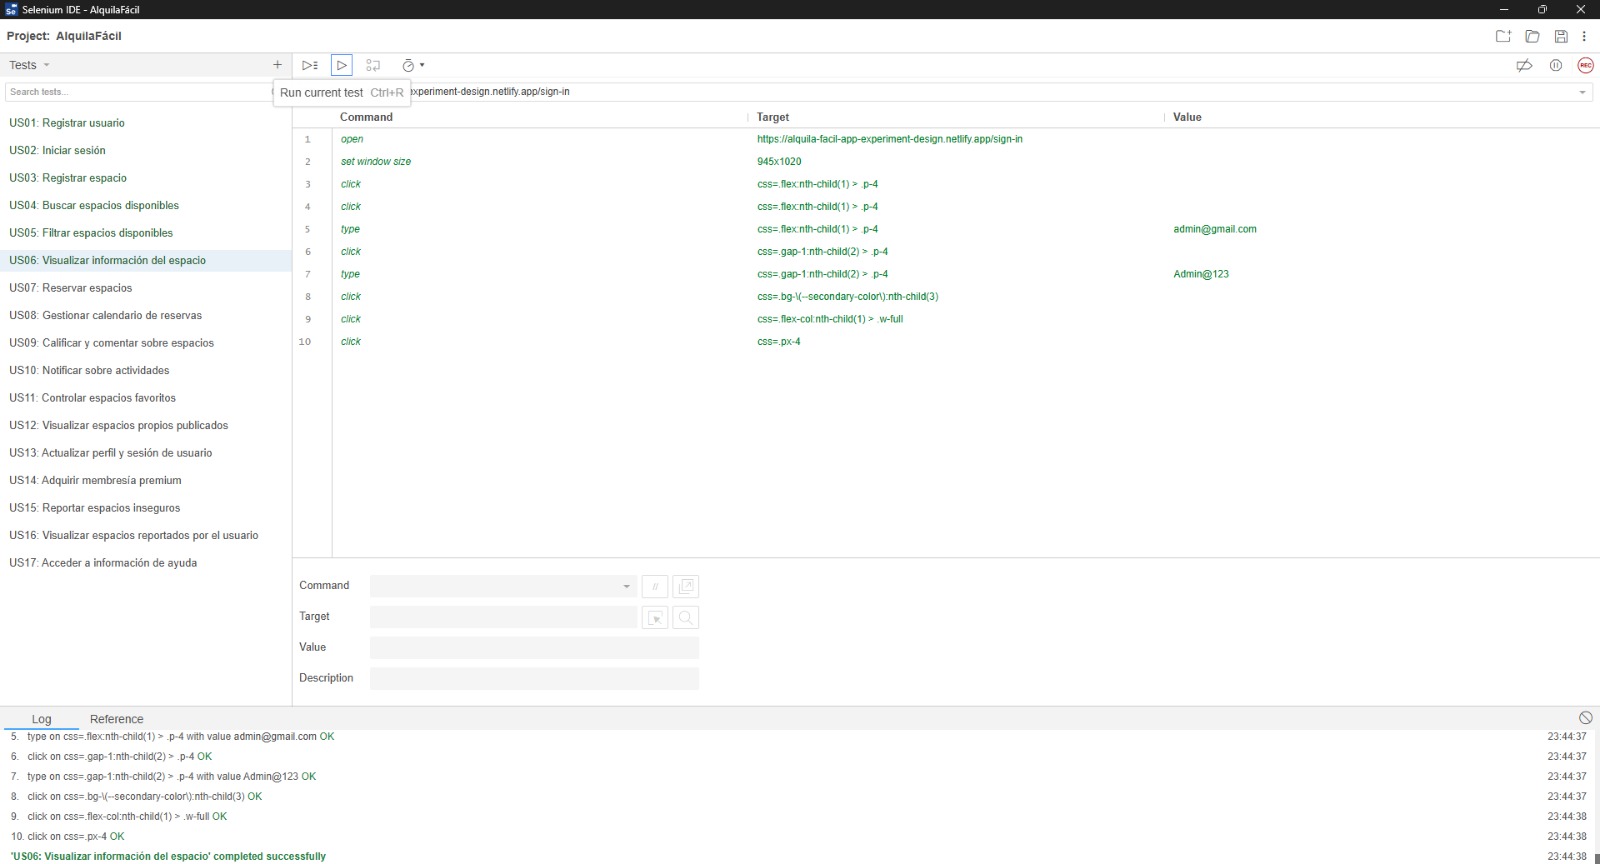 Selenium IDE - AlquilaFácil
Project: AlquilaFácil
Tests
Search tests...
Run current test Ctrl+R
xperiment-design.netlify.app/sign-in
US01: Registrar usuario
US02: Iniciar sesión
US03: Registrar espacio
US04: Buscar espacios disponibles
US05: Filtrar espacios disponibles
US06: Visualizar información del espacio
US07: Reservar espacios
US08: Gestionar calendario de reservas
US09: Calificar y comentar sobre espacios
US10: Notificar sobre actividades
US11: Controlar espacios favoritos
US12: Visualizar espacios propios publicados
US13: Actualizar perfil y sesión de usuario
US14: Adquirir membresía premium
US15: Reportar espacios inseguros
US16: Visualizar espacios reportados por el usuario
US17: Acceder a información de ayuda
REC
Command Target Value
1 open https://alquila-facil-app-experiment-design.netlify.app/sign-in
2 set window size 945x1020
3 click css=.flex:nth-child(1) > .p-4
4 click css=.flex:nth-child(1) > .p-4
5 type css=.flex:nth-child(1) > .p-4 admin@gmail.com
6 click css=.gap-1:nth-child(2) > .p-4
7 type css=.gap-1:nth-child(2) > .p-4 Admin@123
8 click css=.bg-\(--secondary-color\):nth-child(3)
9 click css=.flex-col:nth-child(1) > .w-full
10 click css=.px-4
Command //
Target
Value
Description
Log Reference
5. type on css=.flex:nth-child(1) > .p-4 with value admin@gmail.com OK 23:44:37
6. click on css=.gap-1:nth-child(2) > .p-4 OK 23:44:37
7. type on css=.gap-1:nth-child(2) > .p-4 with value Admin@123 OK 23:44:37
8. click on css=.bg-\(--secondary-color\):nth-child(3) OK 23:44:37
9. click on css=.flex-col:nth-child(1) > .w-full OK 23:44:38
10. click on css=.px-4 OK 23:44:38
'US06: Visualizar información del espacio' completed successfully 23:44:38